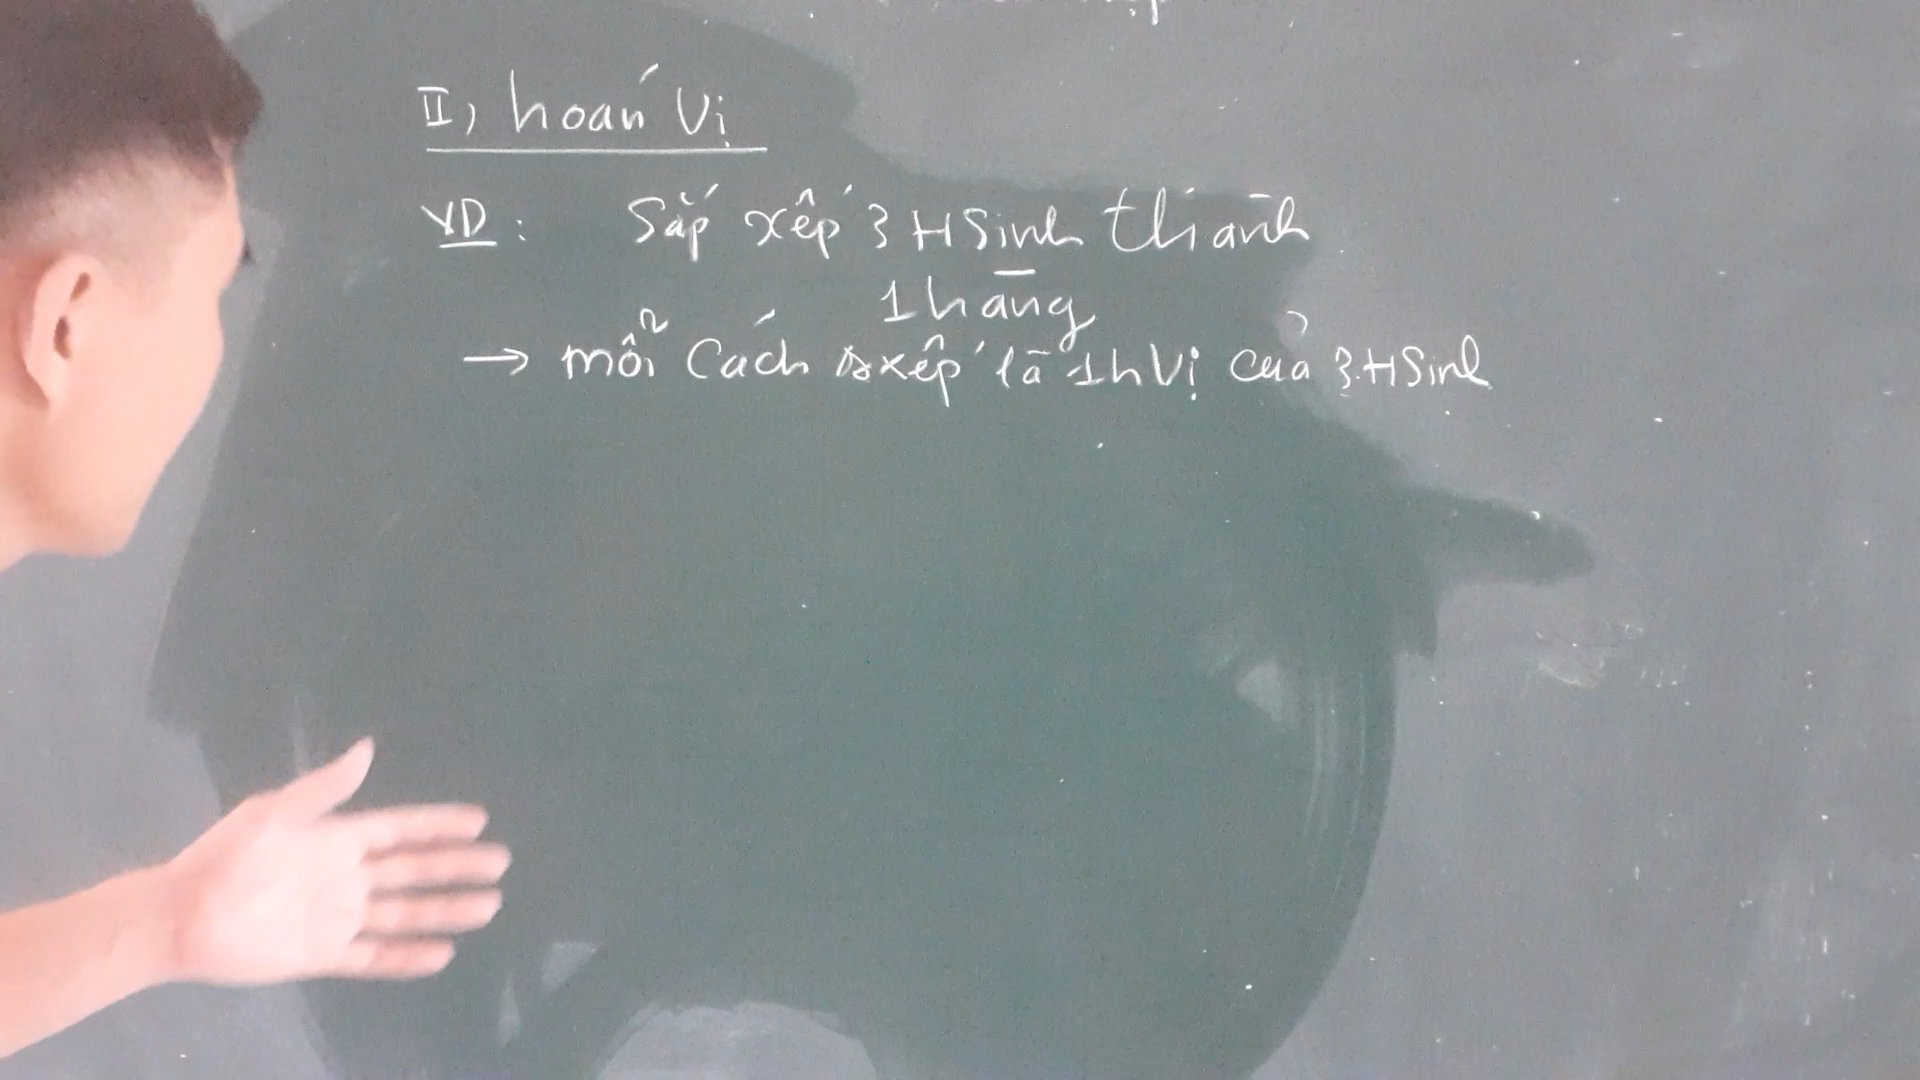 II, hoán Vị
VD: Sắp xếp 3 HSinh thành
1 hàng
→ mỗi Cách sxếp là 1 hVị của 3 HSinh